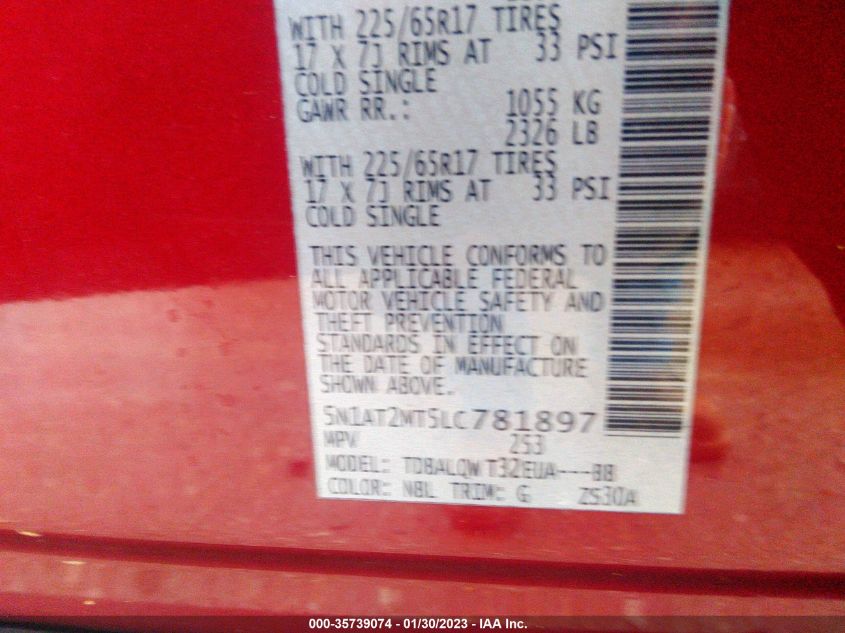 WITH 225/65R17 TIRES
17 X 7J RIMS AT 33 PSI
COLD SINGLE
GAWR RR.: 1055 KG
2326 LB
WITH 225/65R17 TIRES
17 X 7J RIMS AT 33 PSI
COLD SINGLE
THIS VEHICLE CONFORMS TO
ALL APPLICABLE FEDERAL
MOTOR VEHICLE SAFETY AND
THEFT PREVENTION
STANDARDS IN EFFECT ON
THE DATE OF MANUFACTURE
SHOWN ABOVE.
5N1AT2MT5LC781897
MPV 253
MODEL: TDBALQW T32EUA---BB
COLOR: NBL TRIM: G ZS30A
000-35739074 - 01/30/2023 - IAA Inc.